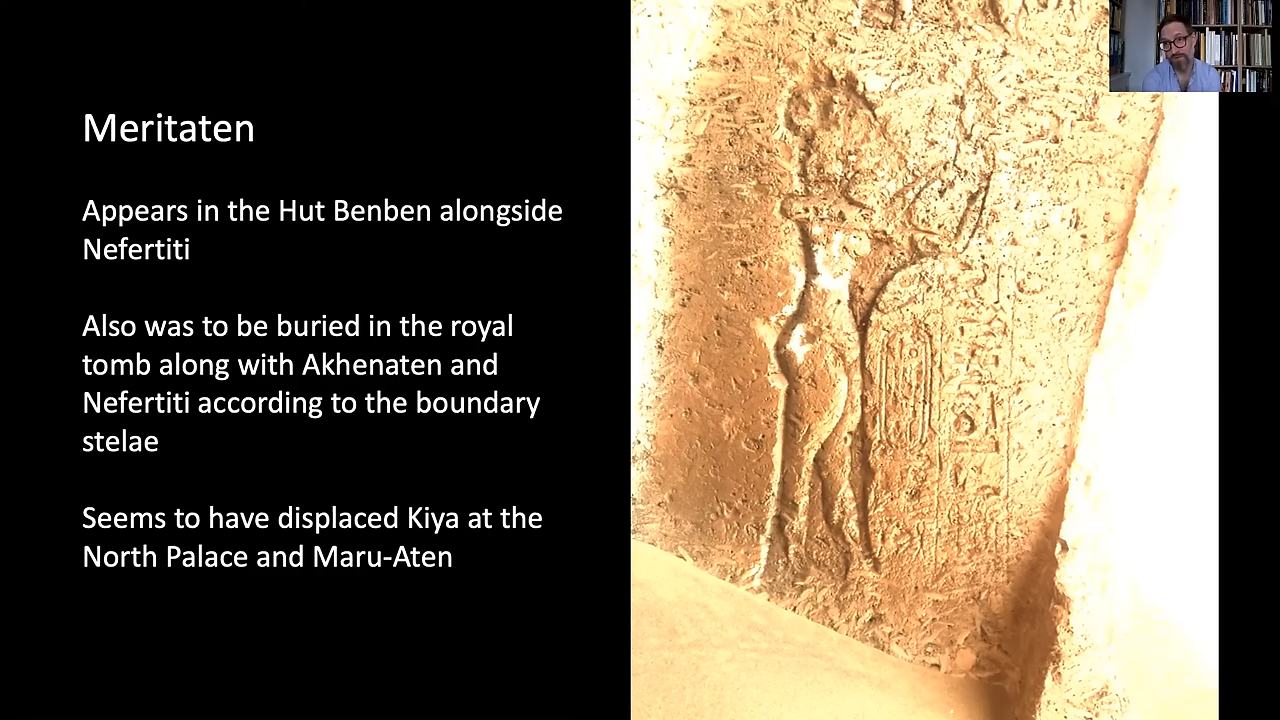 Meritaten
Appears in the Hut Benben alongside
Nefertiti
Also was to be buried in the royal
tomb along with Akhenaten and
Nefertiti according to the boundary
stelae
Seems to have displaced Kiya at the
North Palace and Maru-Aten